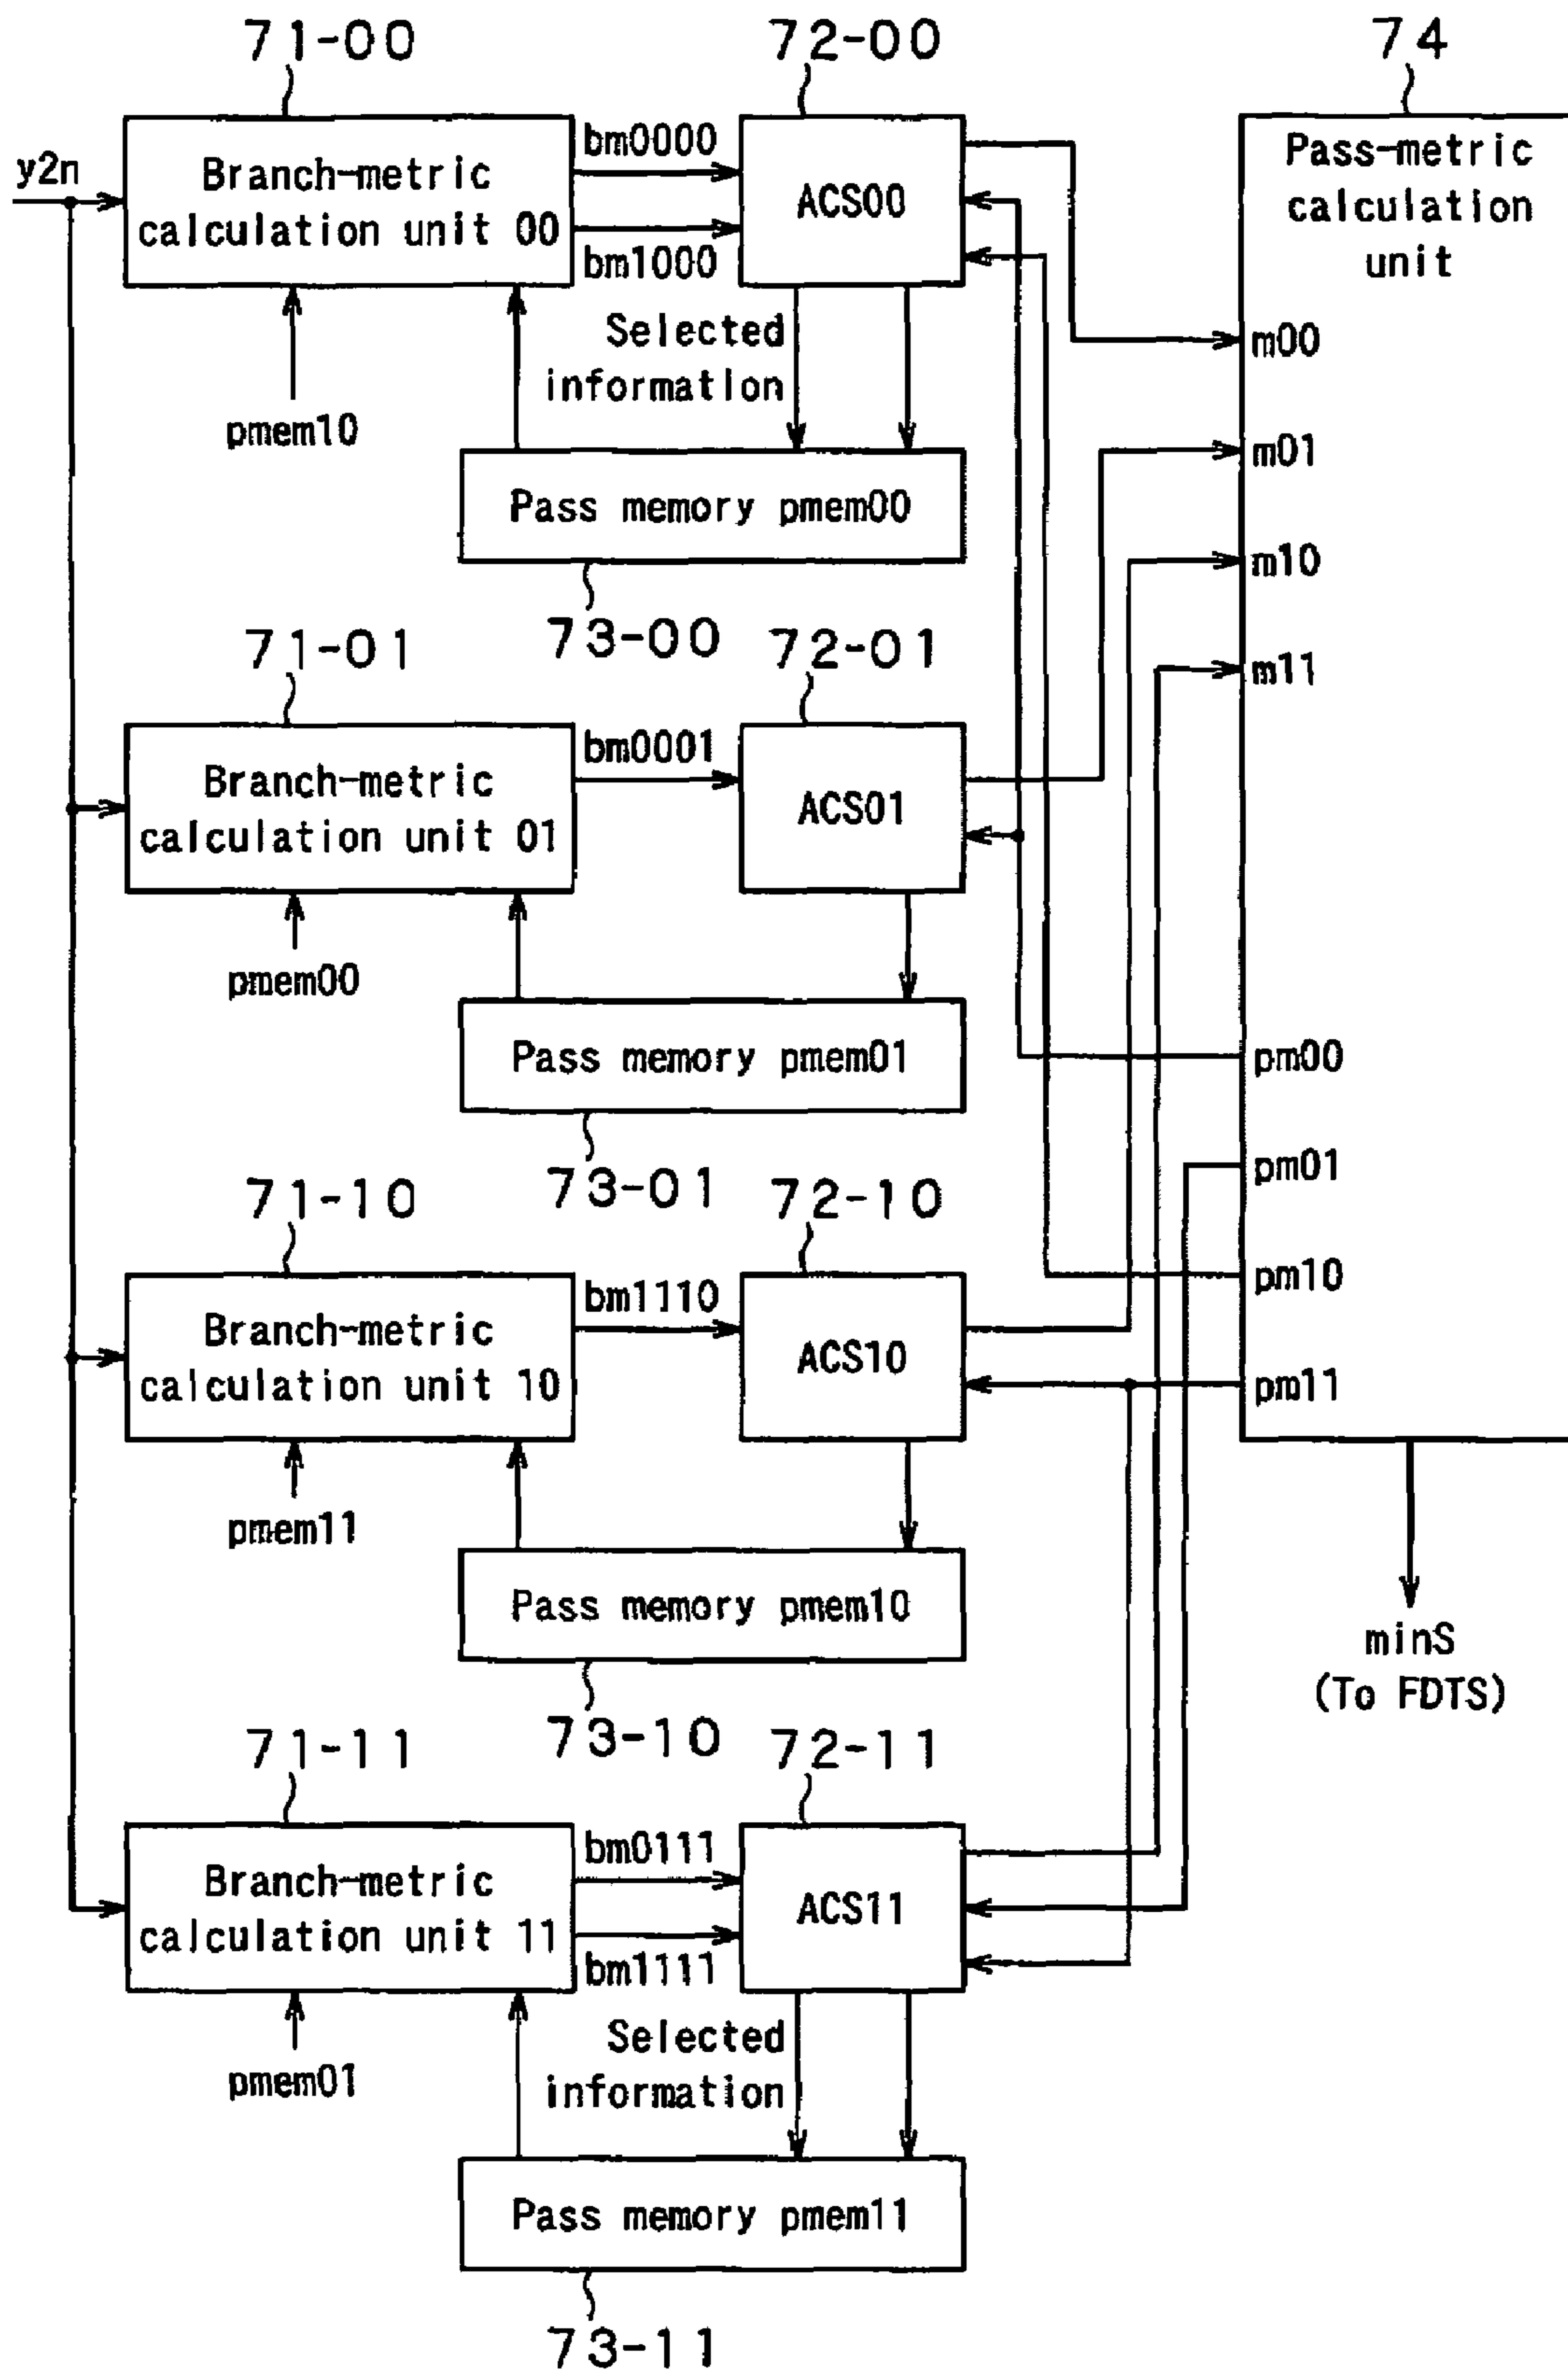 71-00
72-00
74
y2n
Branch-metric
calculation unit 00
bm0000
bm1000
ACS00
Pass-metric
calculation
unit
Selected
information
pmem10
Pass memory pmem00
73-00
m00
m01
m10
m11
71-01
72-01
Branch-metric
calculation unit 01
bm0001
ACS01
pmem00
Pass memory pmem01
73-01
pm00
pm01
pm10
pm11
71-10
72-10
Branch-metric
calculation unit 10
bm1110
ACS10
pmem11
Pass memory pmem10
73-10
minS
(To FDTS)
71-11
72-11
Branch-metric
calculation unit 11
bm0111
bm1111
ACS11
Selected
information
pmem01
Pass memory pmem11
73-11